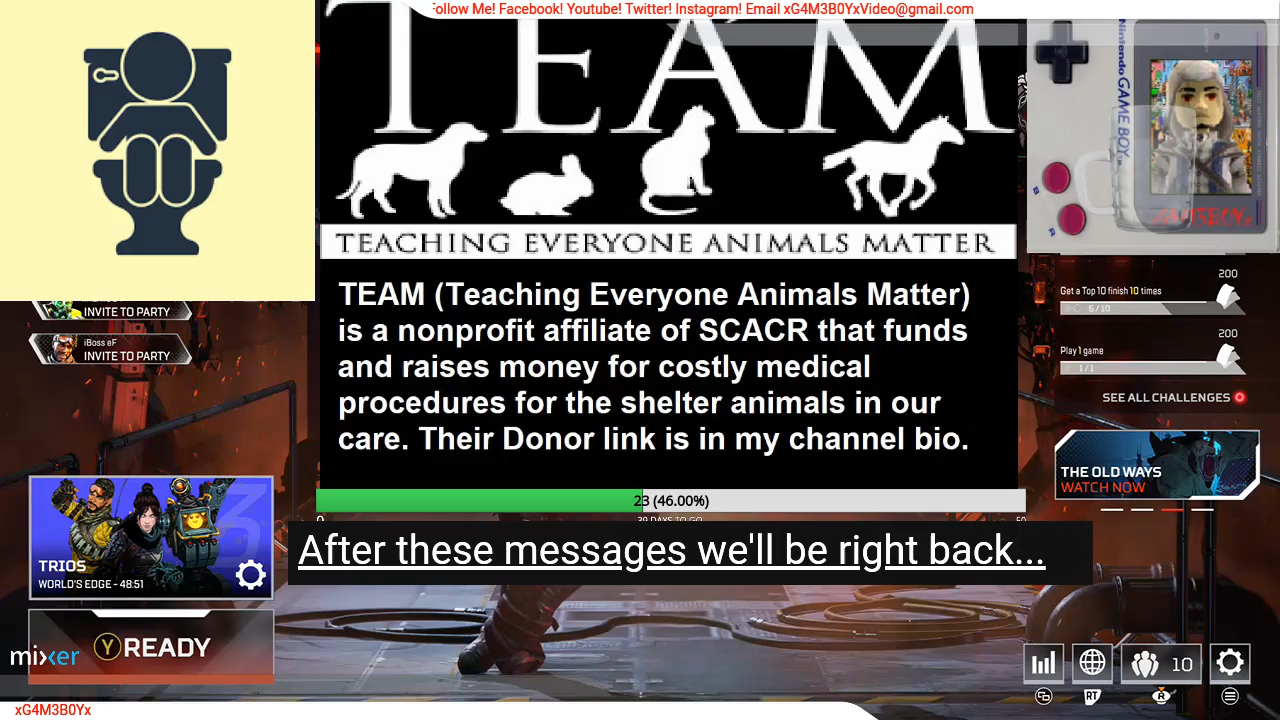 Follow Me! Facebook! Youtube! Twitter! Instagram! Email xG4M3B0YxVideo@gmail.com
TEAM
TEACHING EVERYONE ANIMALS MATTER
TEAM (Teaching Everyone Animals Matter)
is a nonprofit affiliate of SCACR that funds
and raises money for costly medical
procedures for the shelter animals in our
care. Their Donor link is in my channel bio.
23 (46.00%)
0
39 DAYS TO GO
50
After these messages we'll be right back...
Nintendo GAME BOY
INVITE TO PARTY
iBoss eF
INVITE TO PARTY
TRIOS
WORLD'S EDGE - 48:51
Y READY
mixer
xG4M3B0Yx
200
Get a Top 10 finish 10 times
6/10
200
Play 1 game
1/1
SEE ALL CHALLENGES
THE OLD WAYS
WATCH NOW
10
RT
R